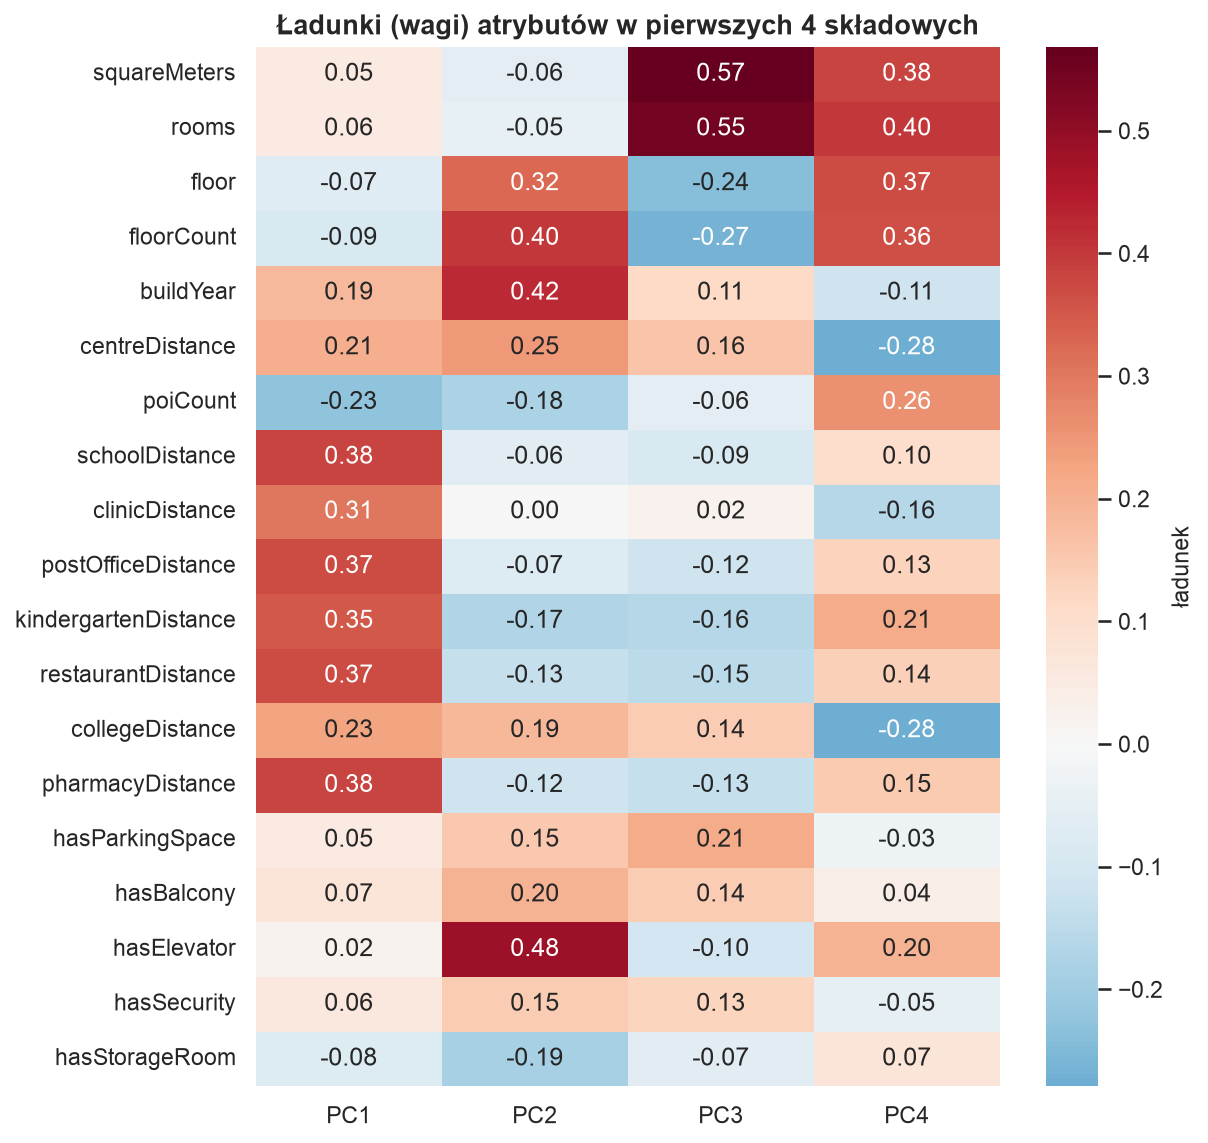 Ładunki (wagi) atrybutów w pierwszych 4 składowych
squareMeters 0.05 -0.06 0.57 0.38
rooms 0.06 -0.05 0.55 0.40
floor -0.07 0.32 -0.24 0.37
floorCount -0.09 0.40 -0.27 0.36
buildYear 0.19 0.42 0.11 -0.11
centreDistance 0.21 0.25 0.16 -0.28
poiCount -0.23 -0.18 -0.06 0.26
schoolDistance 0.38 -0.06 -0.09 0.10
clinicDistance 0.31 0.00 0.02 -0.16
postOfficeDistance 0.37 -0.07 -0.12 0.13
kindergartenDistance 0.35 -0.17 -0.16 0.21
restaurantDistance 0.37 -0.13 -0.15 0.14
collegeDistance 0.23 0.19 0.14 -0.28
pharmacyDistance 0.38 -0.12 -0.13 0.15
hasParkingSpace 0.05 0.15 0.21 -0.03
hasBalcony 0.07 0.20 0.14 0.04
hasElevator 0.02 0.48 -0.10 0.20
hasSecurity 0.06 0.15 0.13 -0.05
hasStorageRoom -0.08 -0.19 -0.07 0.07
PC1 PC2 PC3 PC4
0.5
0.4
0.3
0.2
0.1
0.0
−0.1
−0.2
ładunek